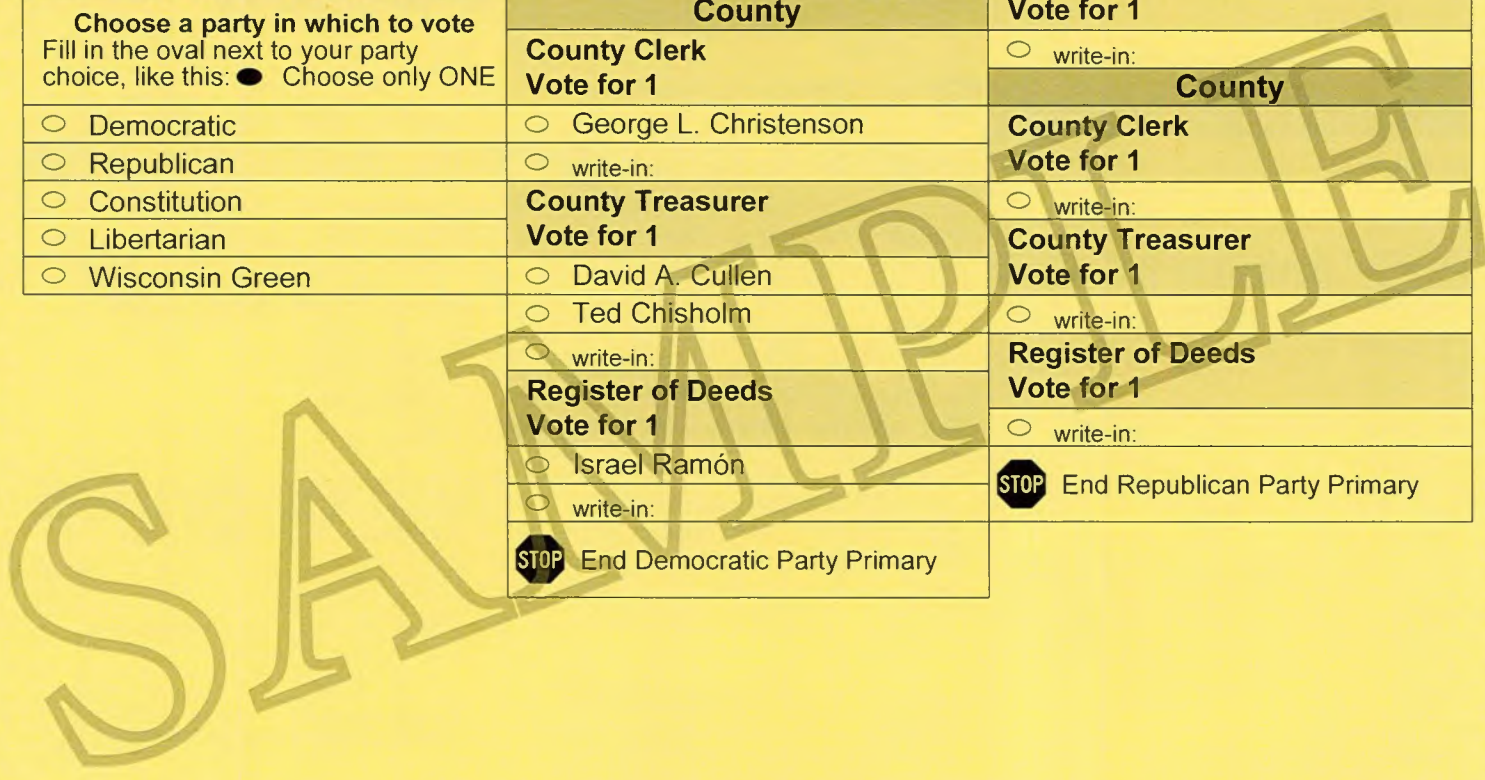 Choose a party in which to vote
Fill in the oval next to your party
choice, like this: Choose only ONE
Democratic
Republican
Constitution
Libertarian
Wisconsin Green
County
County Clerk
Vote for 1
George L. Christenson
write-in:
County Treasurer
Vote for 1
David A. Cullen
Ted Chisholm
write-in:
Register of Deeds
Vote for 1
Israel Ramón
write-in:
STOP End Democratic Party Primary
Vote for 1
write-in:
County
County Clerk
Vote for 1
write-in:
County Treasurer
Vote for 1
write-in:
Register of Deeds
Vote for 1
write-in:
STOP End Republican Party Primary
SAMPLE